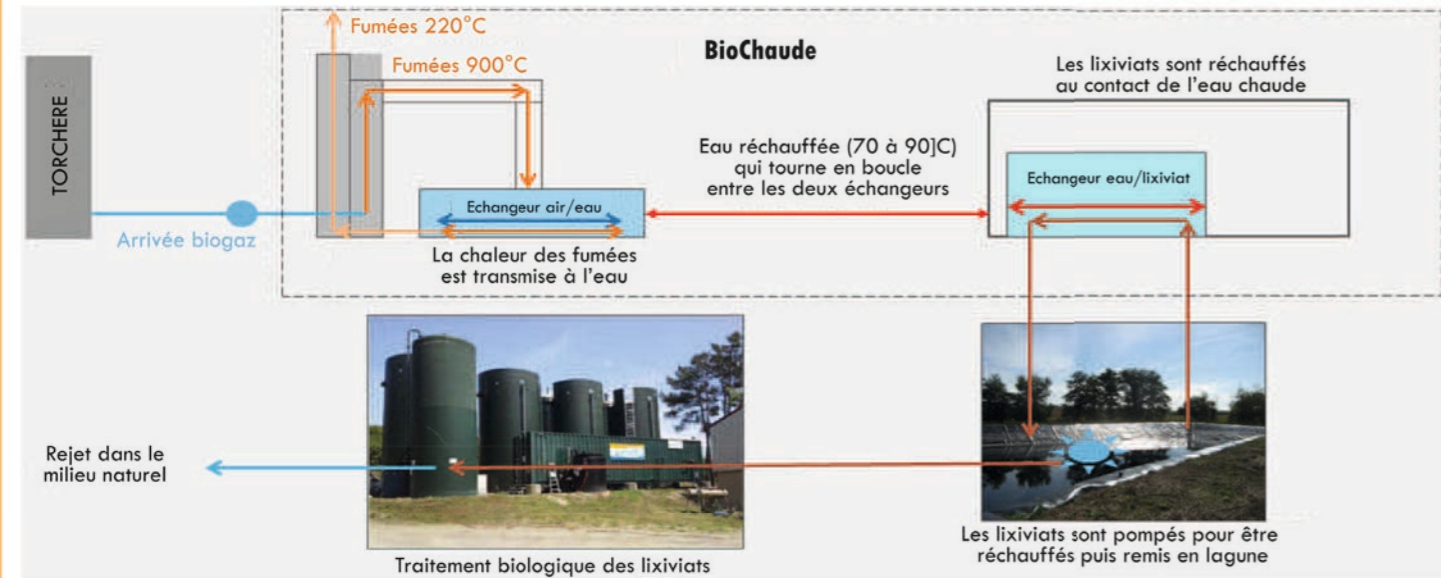 Fumées 220°C
BioChaude
Fumées 900°C
Les lixiviats sont réchauffés
au contact de l'eau chaude
TORCHERE
Eau réchauffée (70 à 90]C)
qui tourne en boucle
entre les deux échangeurs
Echangeur eau/lixiviat
Echangeur air/eau
Arrivée biogaz
La chaleur des fumées
est transmise à l'eau
Rejet dans le
milieu naturel
Traitement biologique des lixiviats
Les lixiviats sont pompés pour être
réchauffés puis remis en lagune